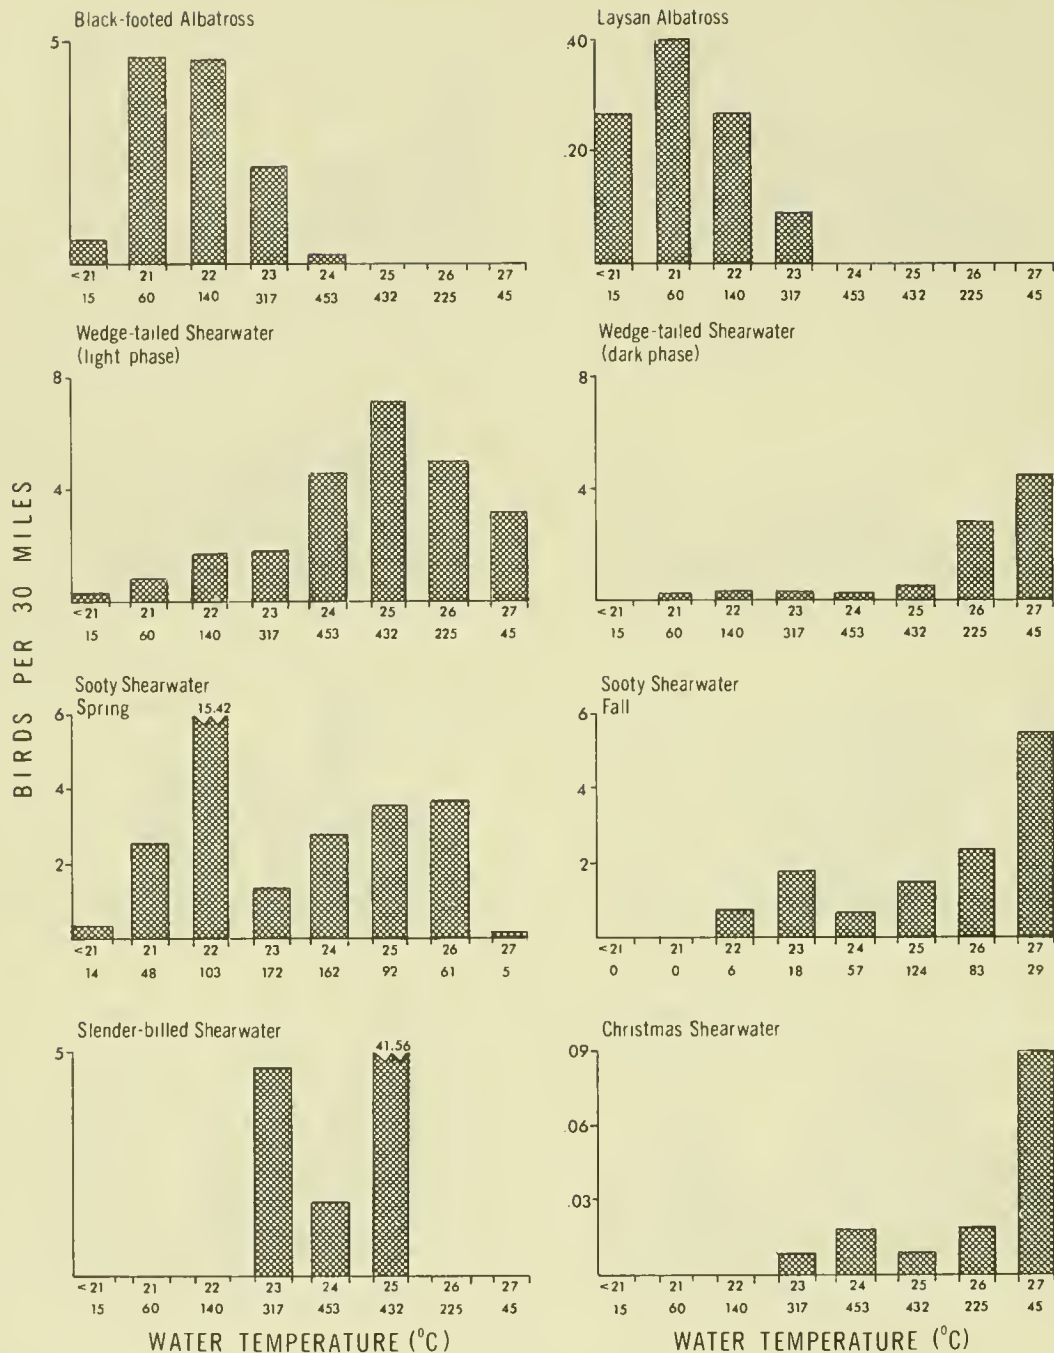 Black-footed Albatross
5
<21 21 22 23 24 25 26 27
15 60 140 317 453 432 225 45
Laysan Albatross
.40
.20
<21 21 22 23 24 25 26 27
15 60 140 317 453 432 225 45
Wedge-tailed Shearwater
(light phase)
8
4
<21 21 22 23 24 25 26 27
15 60 140 317 453 432 225 45
Wedge-tailed Shearwater
(dark phase)
8
4
<21 21 22 23 24 25 26 27
15 60 140 317 453 432 225 45
BIRDS PER 30 MILES
Sooty Shearwater
Spring
15.42
6
4
2
<21 21 22 23 24 25 26 27
14 48 103 172 162 92 61 5
Sooty Shearwater
Fall
6
4
2
<21 21 22 23 24 25 26 27
0 0 6 18 57 124 83 29
Slender-billed Shearwater
41.56
5
<21 21 22 23 24 25 26 27
15 60 140 317 453 432 225 45
Christmas Shearwater
.09
.06
.03
<21 21 22 23 24 25 26 27
15 60 140 317 453 432 225 45
WATER TEMPERATURE (°C)
WATER TEMPERATURE (°C)